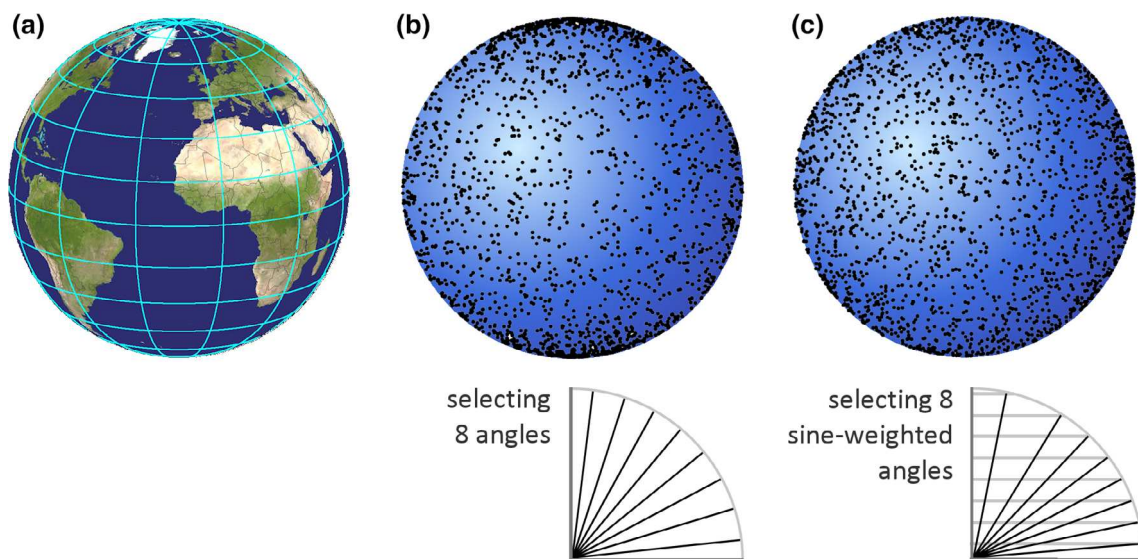 (a)
(b)
(c)
selecting
8 angles
selecting 8
sine-weighted
angles